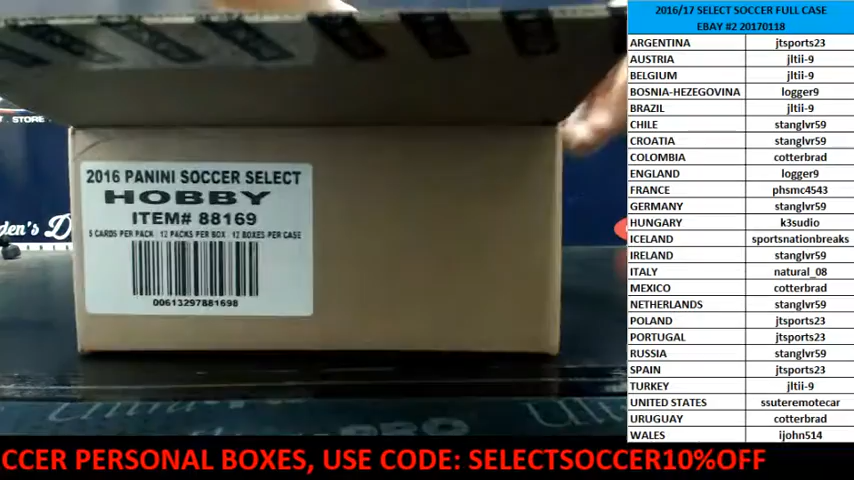 2016/17 SELECT SOCCER FULL CASE
EBAY #2 20170118
ARGENTINA jtsports23
AUSTRIA jltii-9
BELGIUM jltii-9
BOSNIA-HEZEGOVINA logger9
BRAZIL jltii-9
CHILE stanglvr59
CROATIA stanglvr59
COLOMBIA cotterbrad
ENGLAND logger9
FRANCE phsmc4543
GERMANY stanglvr59
HUNGARY k3sudio
ICELAND sportsnationbreaks
IRELAND stanglvr59
ITALY natural_08
MEXICO cotterbrad
NETHERLANDS stanglvr59
POLAND jtsports23
PORTUGAL jtsports23
RUSSIA stanglvr59
SPAIN jtsports23
TURKEY jltii-9
UNITED STATES ssuteremotecar
URUGUAY cotterbrad
WALES ijohn514
STORE
den's D
2016 PANINI SOCCER SELECT
HOBBY
ITEM# 88169
5 CARDS PER PACK 12 PACKS PER BOX 12 BOXES PER CASE
00613297881698
PRO
CCER PERSONAL BOXES, USE CODE: SELECTSOCCER10%OFF